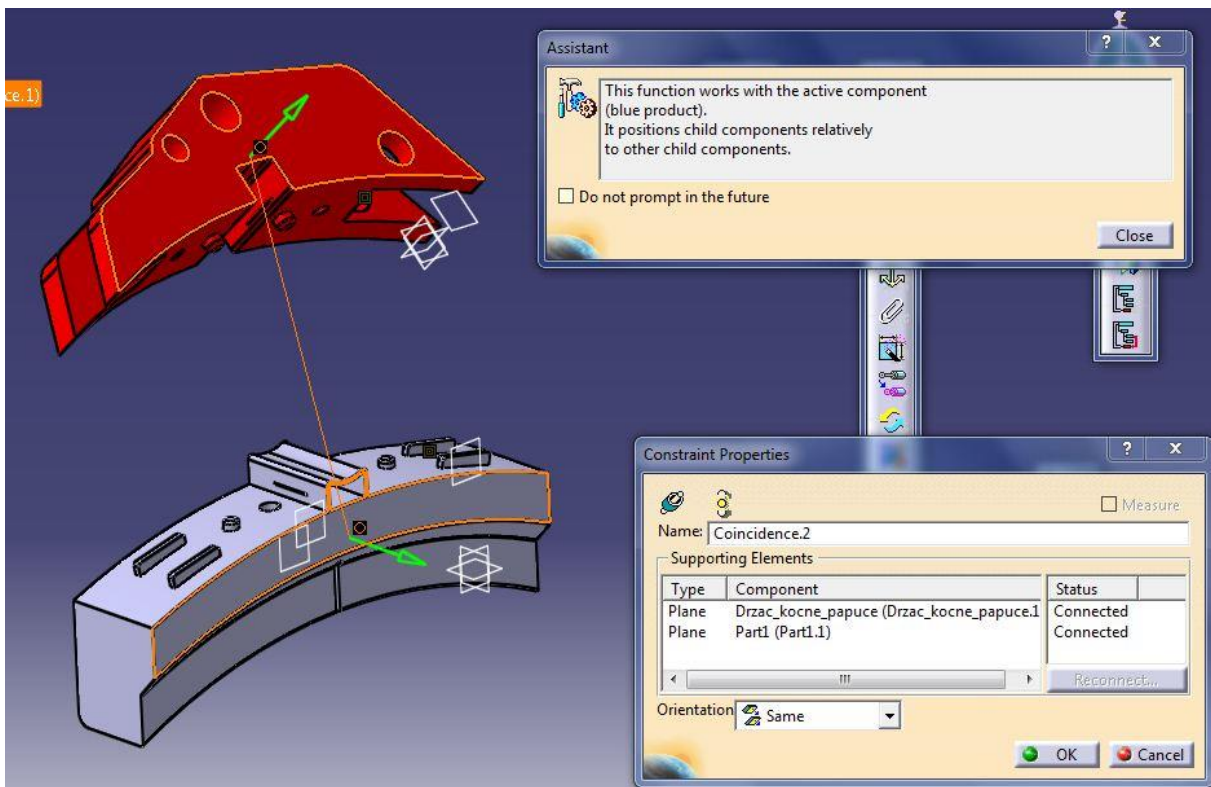 ce.1)
Assistant
?
X
This function works with the active component
(blue product).
It positions child components relatively
to other child components.
Do not prompt in the future
Close
Constraint Properties
?
X
Measure
Name: Coincidence.2
Supporting Elements
Type Component Status
Plane Drzac_kocne_papuce (Drzac_kocne_papuce.1 Connected
Plane Part1 (Part1.1) Connected
Reconnect...
Orientation Same
OK Cancel